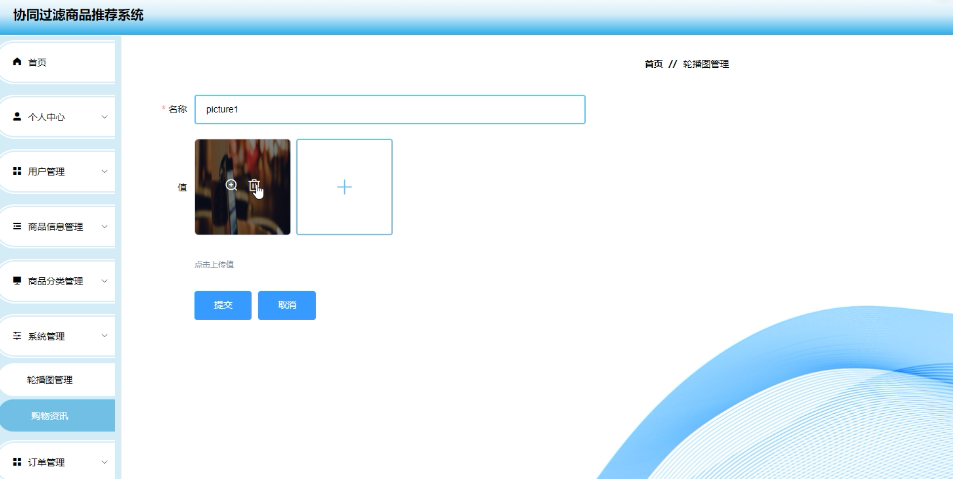 协同过滤商品推荐系统
首页
个人中心
用户管理
商品信息管理
商品分类管理
系统管理
轮播图管理
购物资讯
订单管理
首页 // 轮播图管理
* 名称 picture1
值
点击上传值
提交 取消